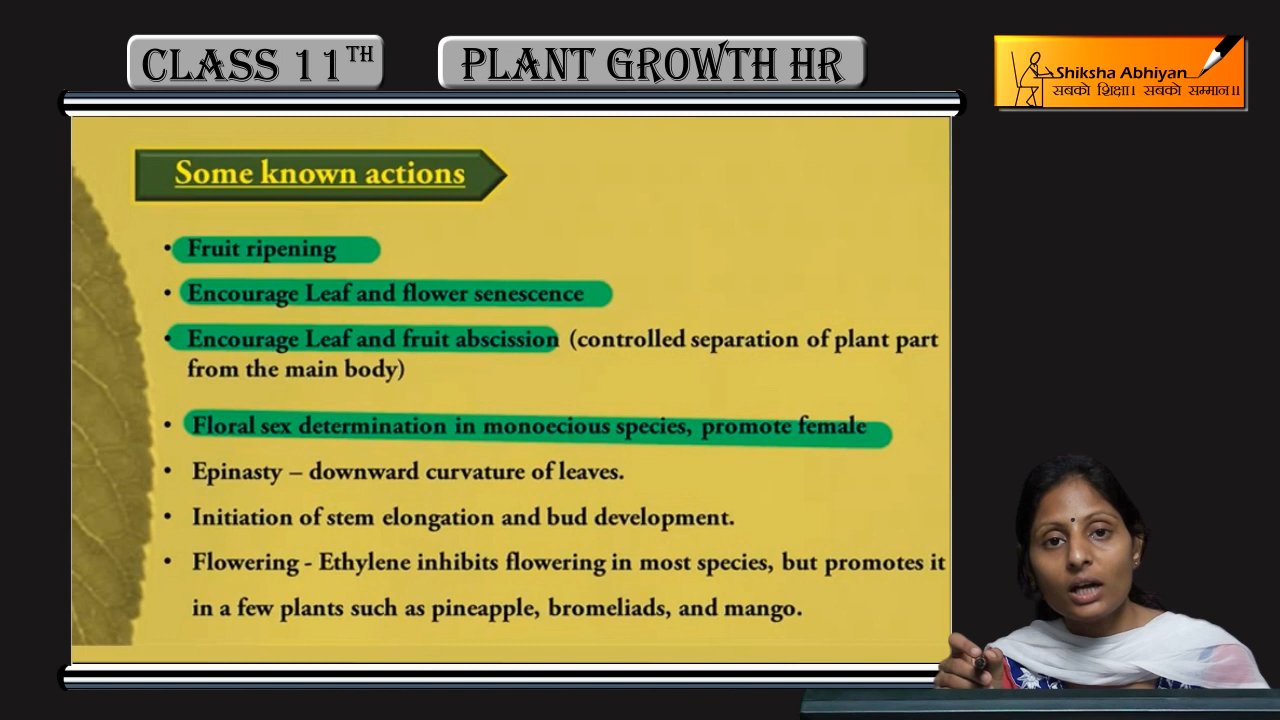 CLASS 11TH
PLANT GROWTH HR
Shiksha Abhiyan
सबको शिक्षा। सबको सम्मान॥
Some known actions
• Fruit ripening
• Encourage Leaf and flower senescence
• Encourage Leaf and fruit abscission (controlled separation of plant part
from the main body)
• Floral sex determination in monoecious species, promote female
• Epinasty – downward curvature of leaves.
• Initiation of stem elongation and bud development.
• Flowering - Ethylene inhibits flowering in most species, but promotes it
in a few plants such as pineapple, bromeliads, and mango.